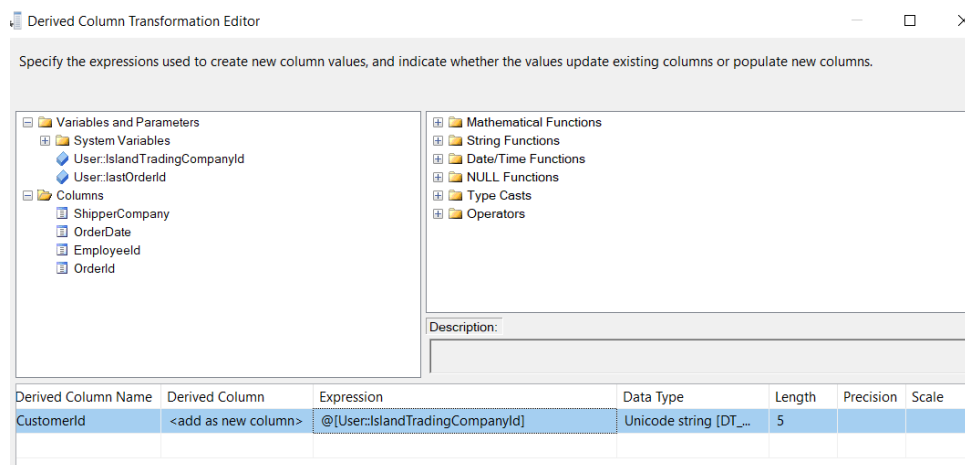 Derived Column Transformation Editor
Specify the expressions used to create new column values, and indicate whether the values update existing columns or populate new columns.
Variables and Parameters
System Variables
User::IslandTradingCompanyId
User::lastOrderId
Columns
ShipperCompany
OrderDate
EmployeeId
OrderId
Mathematical Functions
String Functions
Date/Time Functions
NULL Functions
Type Casts
Operators
Description:
Derived Column Name Derived Column Expression Data Type Length Precision Scale
CustomerId <add as new column> @[User::IslandTradingCompanyId] Unicode string [DT_... 5